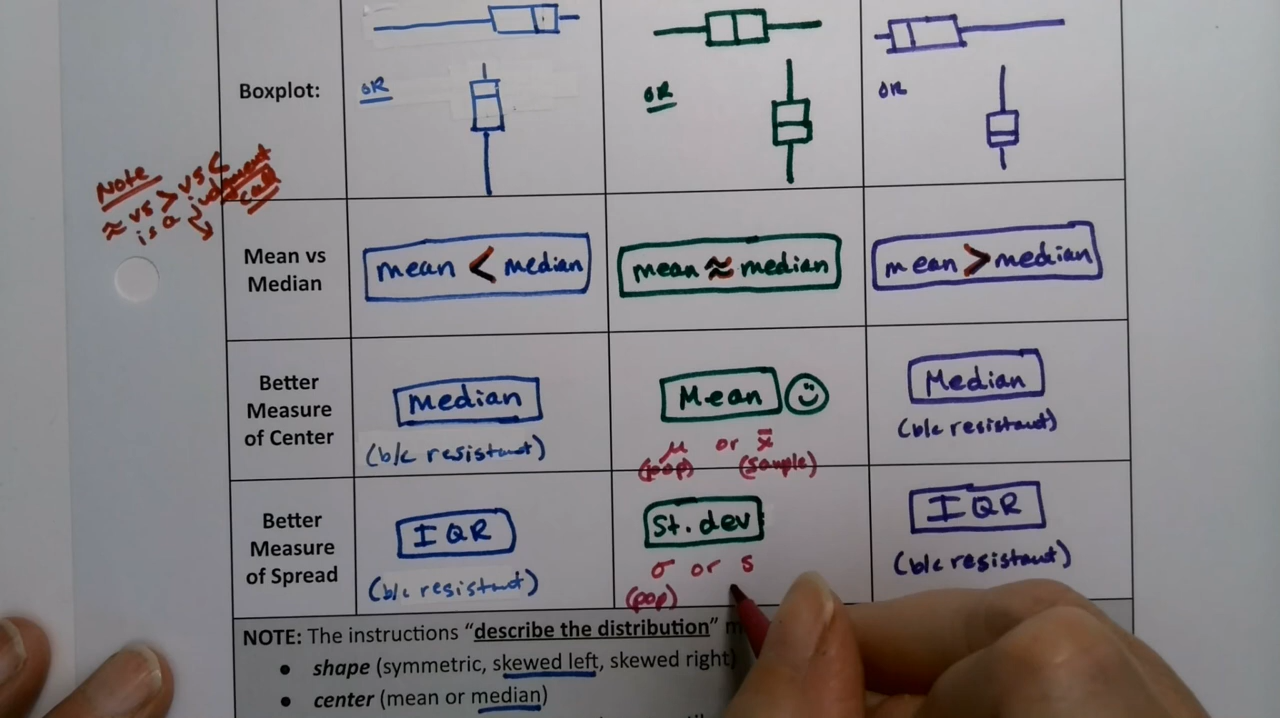 Boxplot:
OR
OR
OR
Note
≈ vs > vs <
is a judgment
call
Mean vs
Median
mean < median
mean ≈ median
mean > median
Better
Measure
of Center
Median
(b/c resistant)
Mean
μ or x̄
(pop) (sample)
Median
(b/c resistant)
Better
Measure
of Spread
IQR
(b/c resistant)
St. dev
σ or s
(pop)
IQR
(b/c resistant)
NOTE: The instructions “describe the distribution” m
• shape (symmetric, skewed left, skewed right)
• center (mean or median)